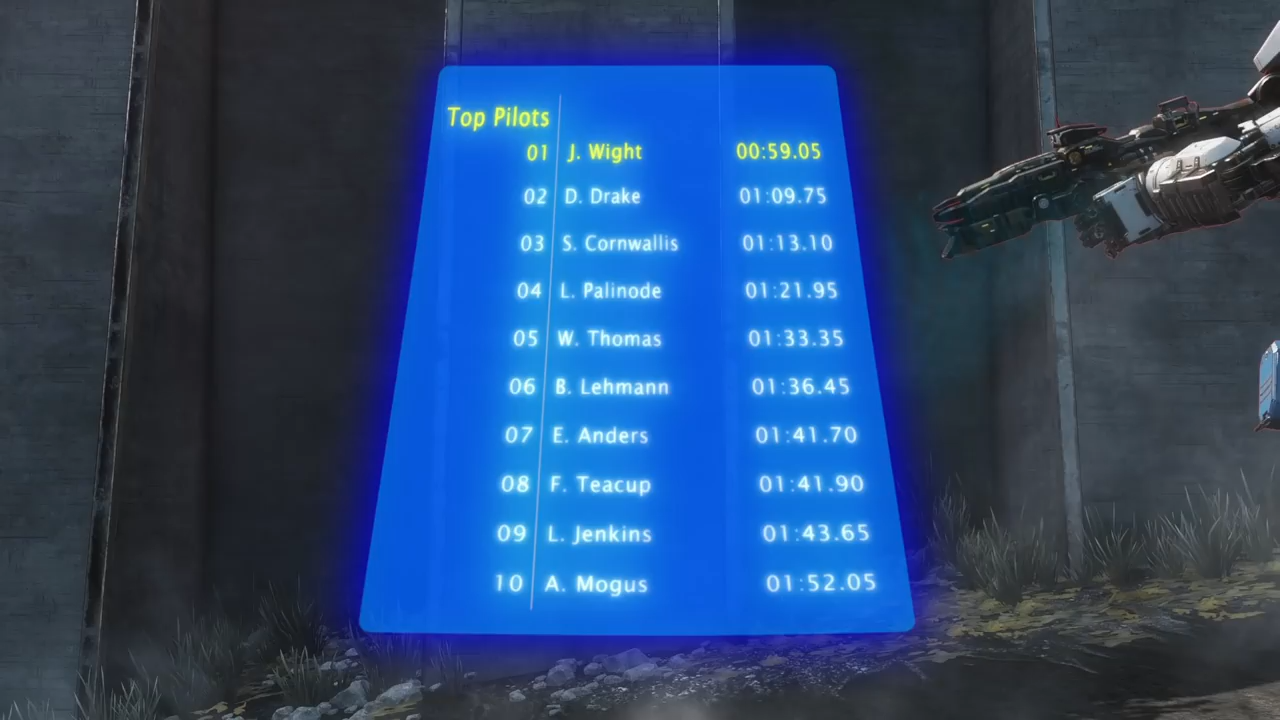 Top Pilots
01 J. Wight 00:59.05
02 D. Drake 01:09.75
03 S. Cornwallis 01:13.10
04 L. Palinode 01:21.95
05 W. Thomas 01:33.35
06 B. Lehmann 01:36.45
07 E. Anders 01:41.70
08 F. Teacup 01:41.90
09 L. Jenkins 01:43.65
10 A. Mogus 01:52.05